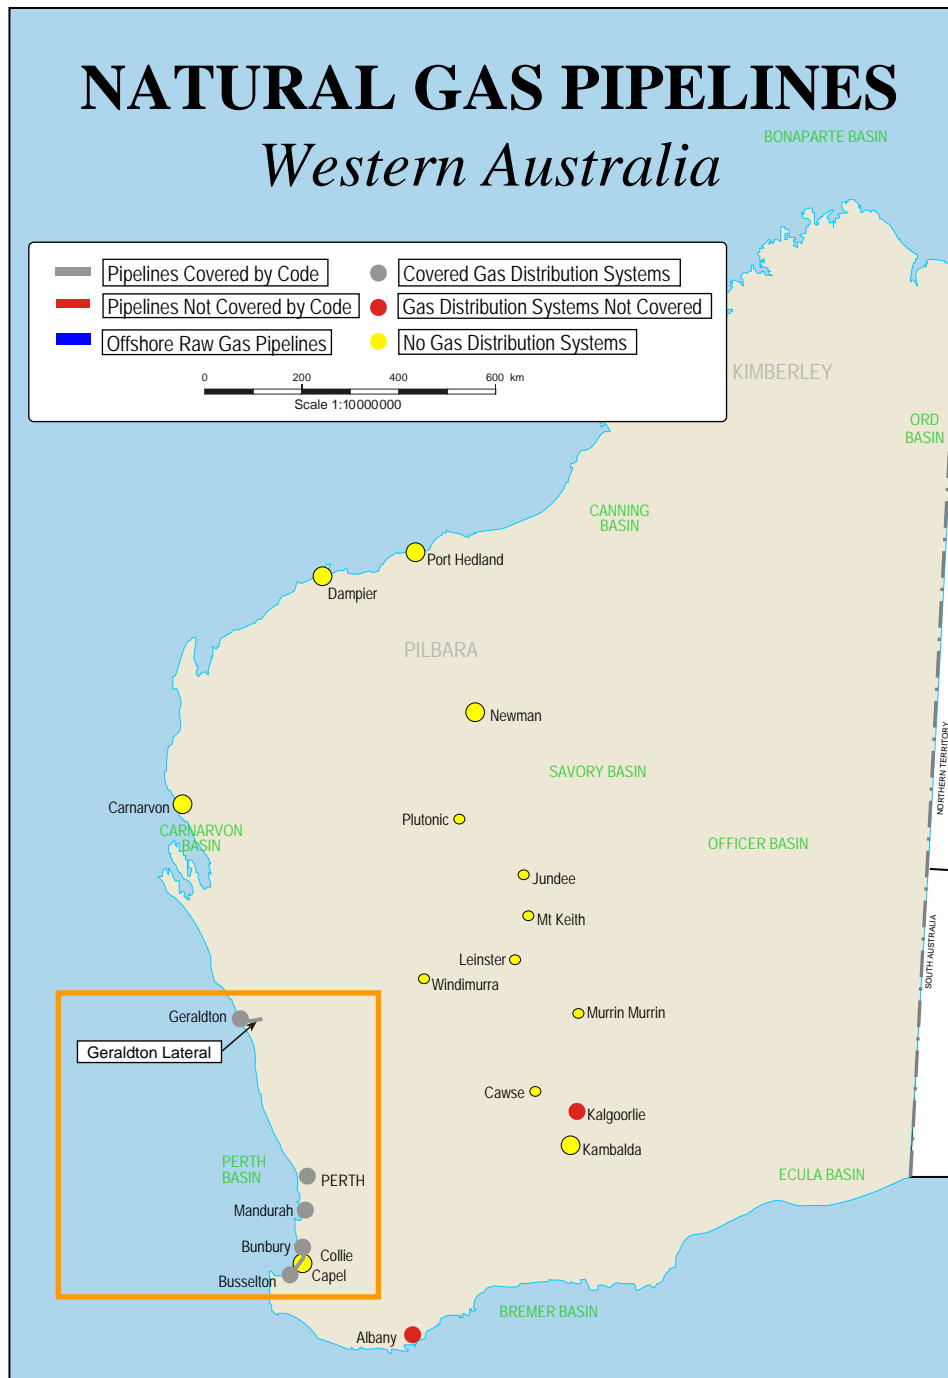 NATURAL GAS PIPELINES
BONAPARTE BASIN
Western Australia
Pipelines Covered by Code
Covered Gas Distribution Systems
Pipelines Not Covered by Code
Gas Distribution Systems Not Covered
Offshore Raw Gas Pipelines
No Gas Distribution Systems
0 200 400 600 km
Scale 1:10000000
KIMBERLEY
ORD
BASIN
CANNING
BASIN
Port Hedland
Dampier
PILBARA
Newman
SAVORY BASIN
NORTHERN TERRITORY
Carnarvon
Plutonic
CARNARVON
BASIN
OFFICER BASIN
Jundee
Mt Keith
SOUTH AUSTRALIA
Leinster
Windimurra
Geraldton
Murrin Murrin
Geraldton Lateral
Cawse
Kalgoorlie
Kambalda
PERTH
BASIN
PERTH
ECULA BASIN
Mandurah
Bunbury
Collie
Capel
Busselton
BREMER BASIN
Albany